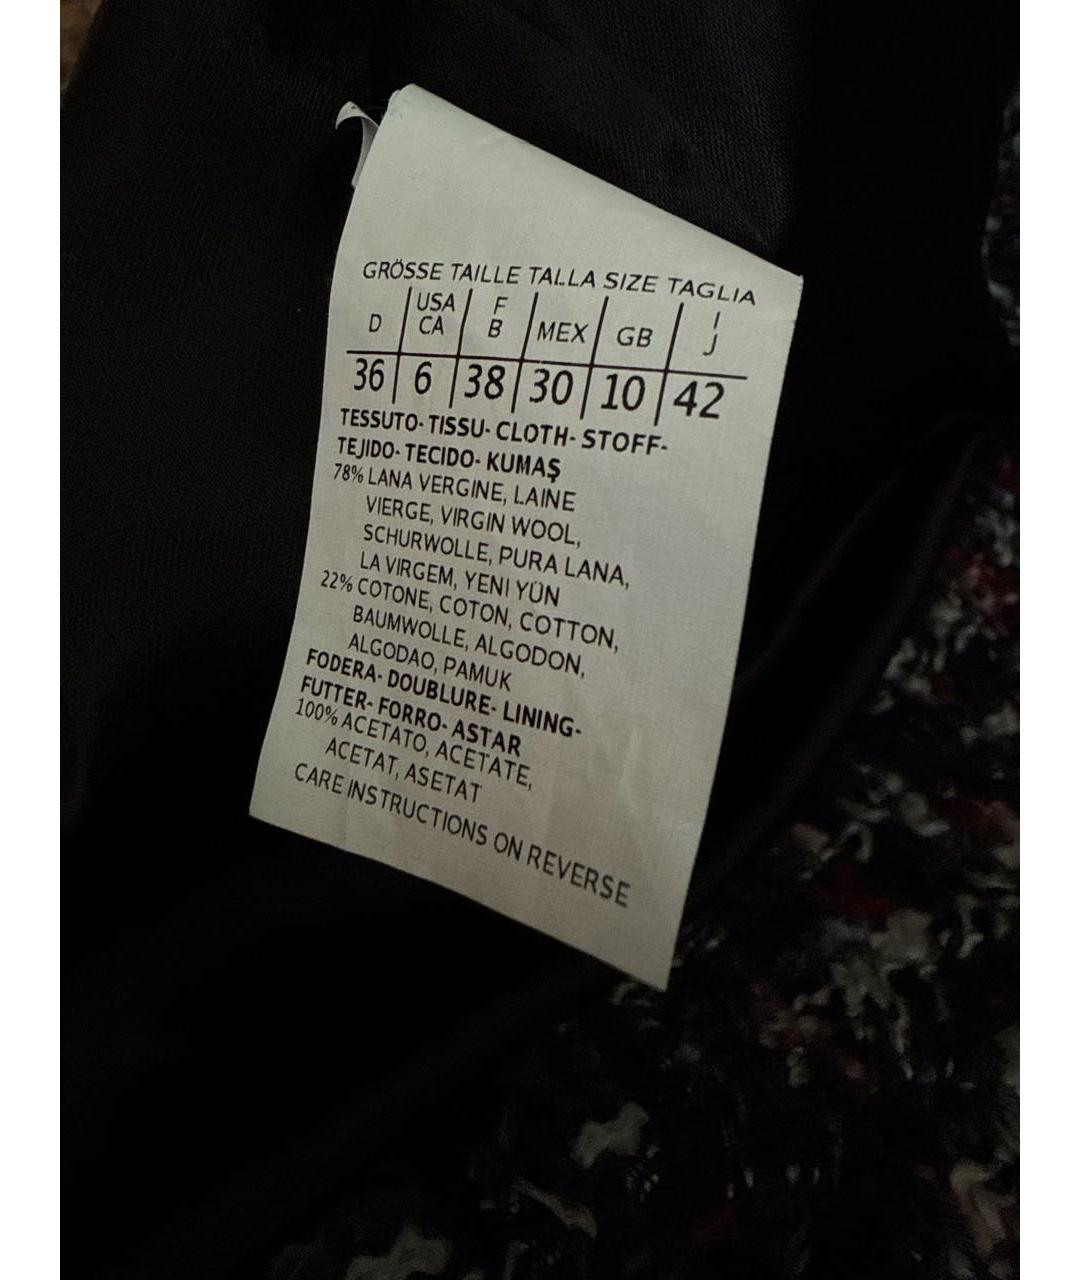 GRÖSSE TAILLE TALLA SIZE TAGLIA
D USA CA F B MEX GB I J
36 6 38 30 10 42
TESSUTO- TISSU- CLOTH- STOFF-
TEJIDO- TECIDO- KUMAŞ
78% LANA VERGINE, LAINE
VIERGE, VIRGIN WOOL,
SCHURWOLLE, PURA LANA,
LA VIRGEM, YENI YÜN
22% COTONE, COTON, COTTON,
BAUMWOLLE, ALGODON,
ALGODAO, PAMUK
FODERA- DOUBLURE- LINING-
FUTTER- FORRO- ASTAR
100% ACETATO, ACETATE,
ACETAT, ASETAT
CARE INSTRUCTIONS ON REVERSE